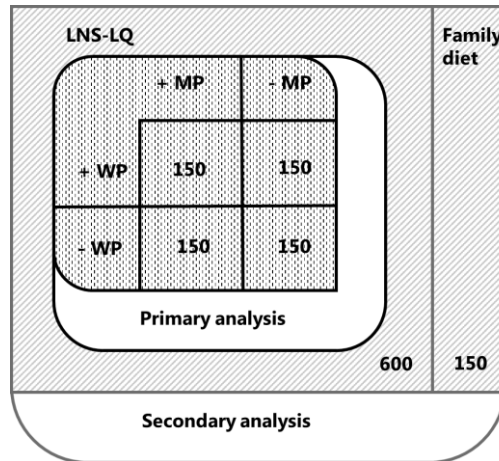 LNS-LQ
Family
diet
+ MP - MP
+ WP 150 150
- WP 150 150
Primary analysis
600 150
Secondary analysis